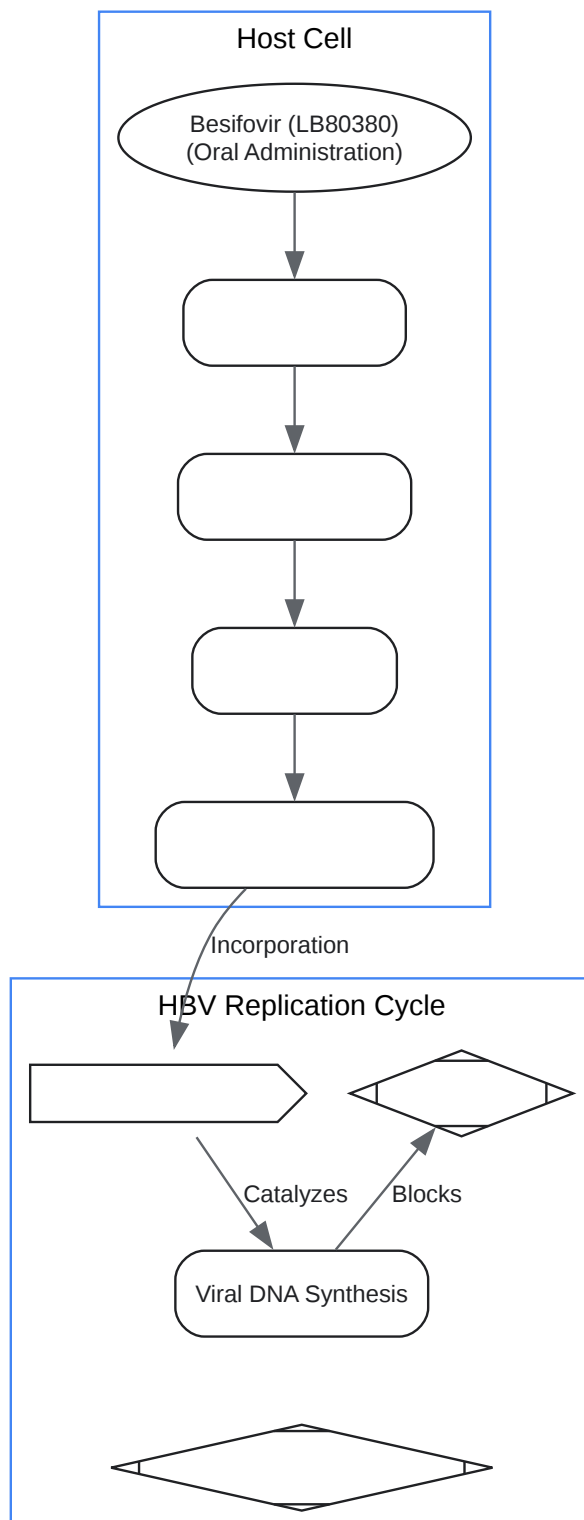 Host Cell
Besifovir (LB80380)
(Oral Administration)
Incorporation
HBV Replication Cycle
Catalyzes
Blocks
Viral DNA Synthesis